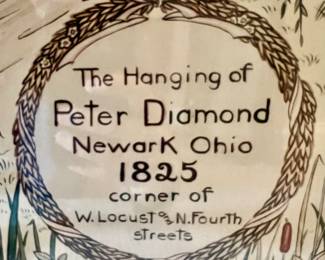 The Hanging of
Peter Diamond
Newark Ohio
1825
corner of
W. Locust & N. Fourth
streets